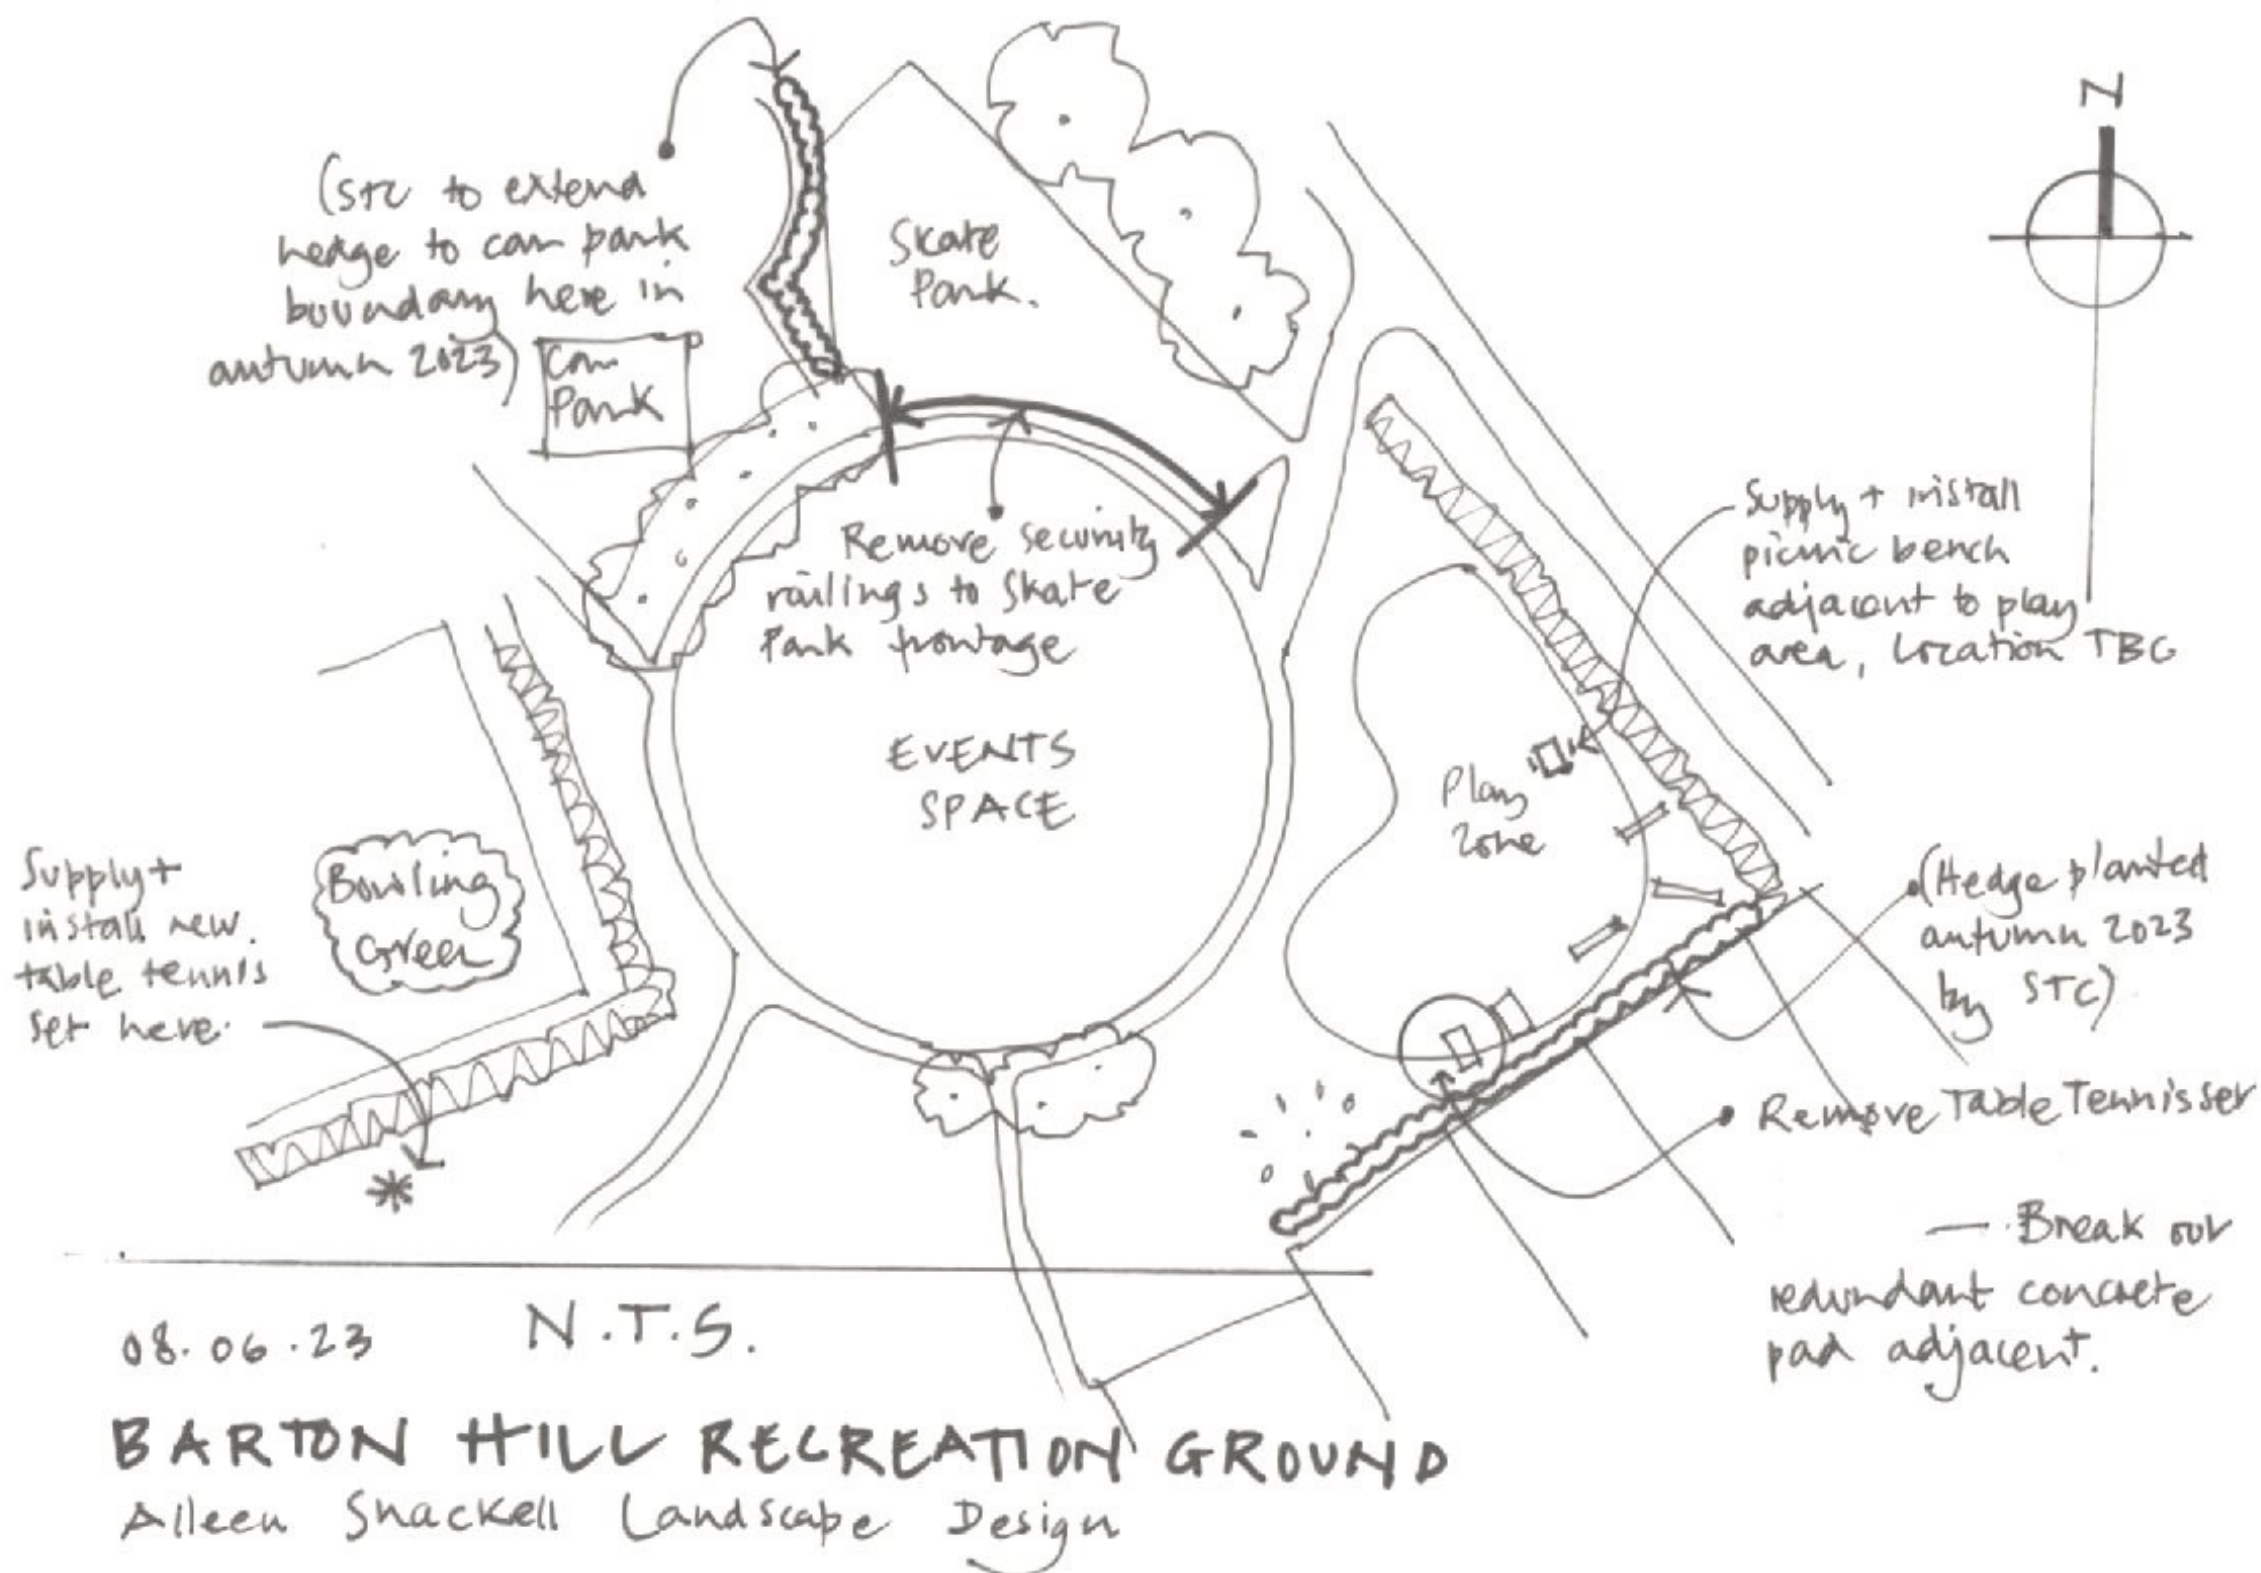 N
(STC to extend
hedge to car park
boundary here in
autumn 2023)
Car
Park
Skate
Park.
Remove security
railings to skate
park frontage
EVENTS
SPACE
Supply + install
picnic bench
adjacent to play
area, location TBC
Play
Zone
Supply +
install new
table tennis
set here.
Bowling
Green
(Hedge planted
autumn 2023
by STC)
Remove Table Tennis set
— Break out
redundant concrete
pad adjacent.
08.06.23 N.T.S.
BARTON HILL RECREATION GROUND
Aileen Shackell Landscape Design